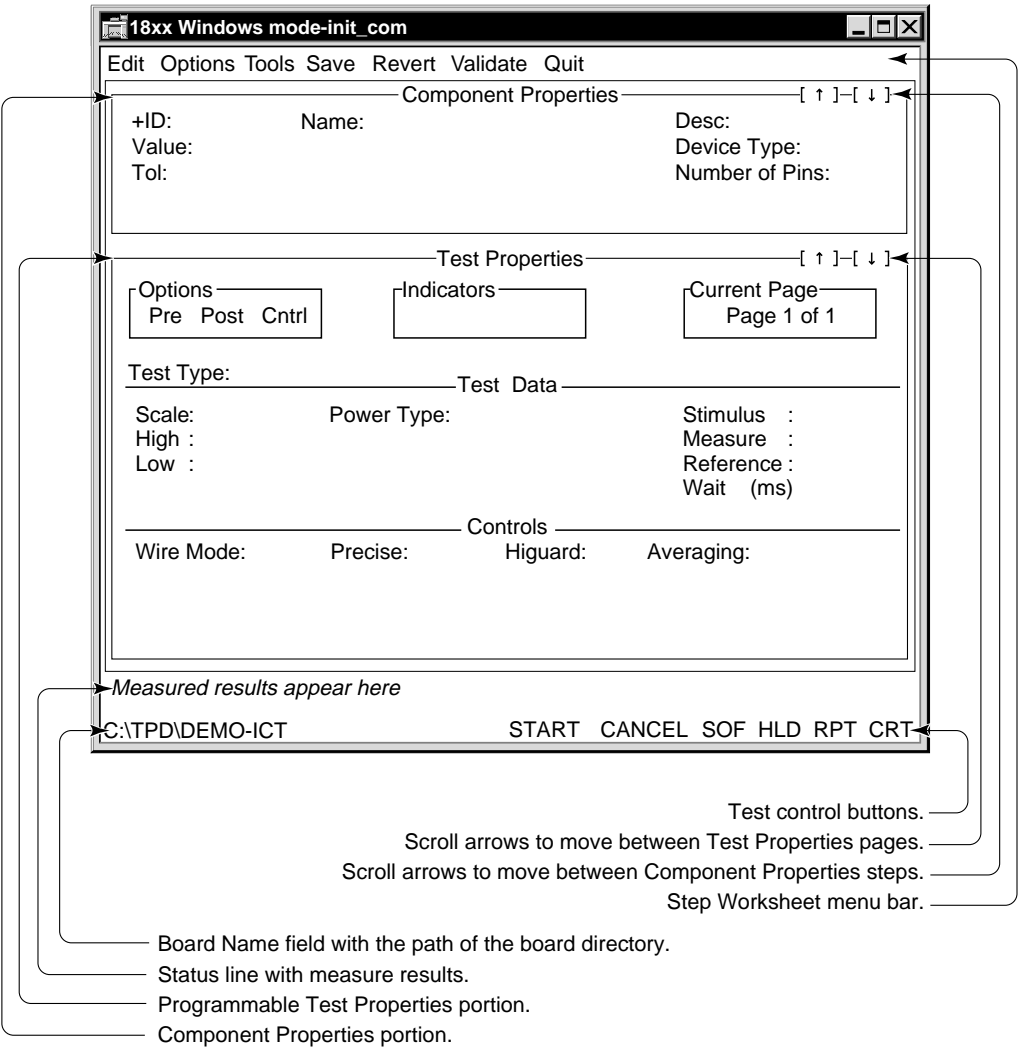 18xx Windows mode-init_com
Edit Options Tools Save Revert Validate Quit
Component Properties [ ↑ ]–[ ↓ ]
+ID: Name: Desc:
Value: Device Type:
Tol: Number of Pins:
Test Properties [ ↑ ]–[ ↓ ]
Options Indicators Current Page
Pre Post Cntrl Page 1 of 1
Test Type:
Test Data
Scale: Power Type: Stimulus :
High : Measure :
Low : Reference :
Wait (ms)
Controls
Wire Mode: Precise: Higuard: Averaging:
Measured results appear here
C:\TPD\DEMO-ICT START CANCEL SOF HLD RPT CRT
Test control buttons.
Scroll arrows to move between Test Properties pages.
Scroll arrows to move between Component Properties steps.
Step Worksheet menu bar.
Board Name field with the path of the board directory.
Status line with measure results.
Programmable Test Properties portion.
Component Properties portion.